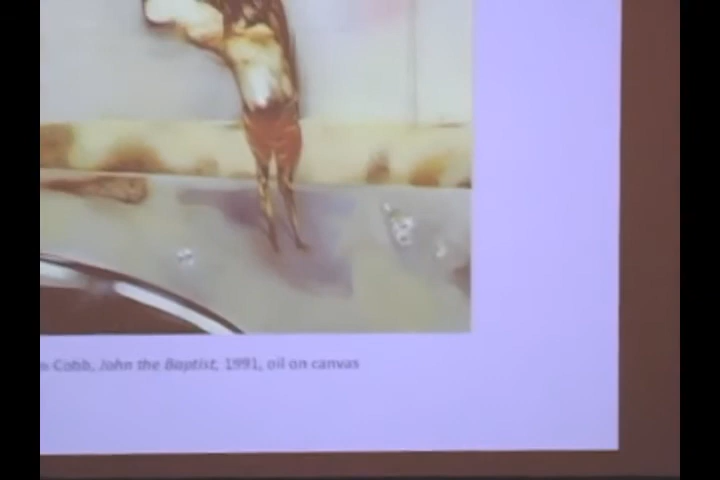 Cobb, John the Baptist, 1991, oil on canvas